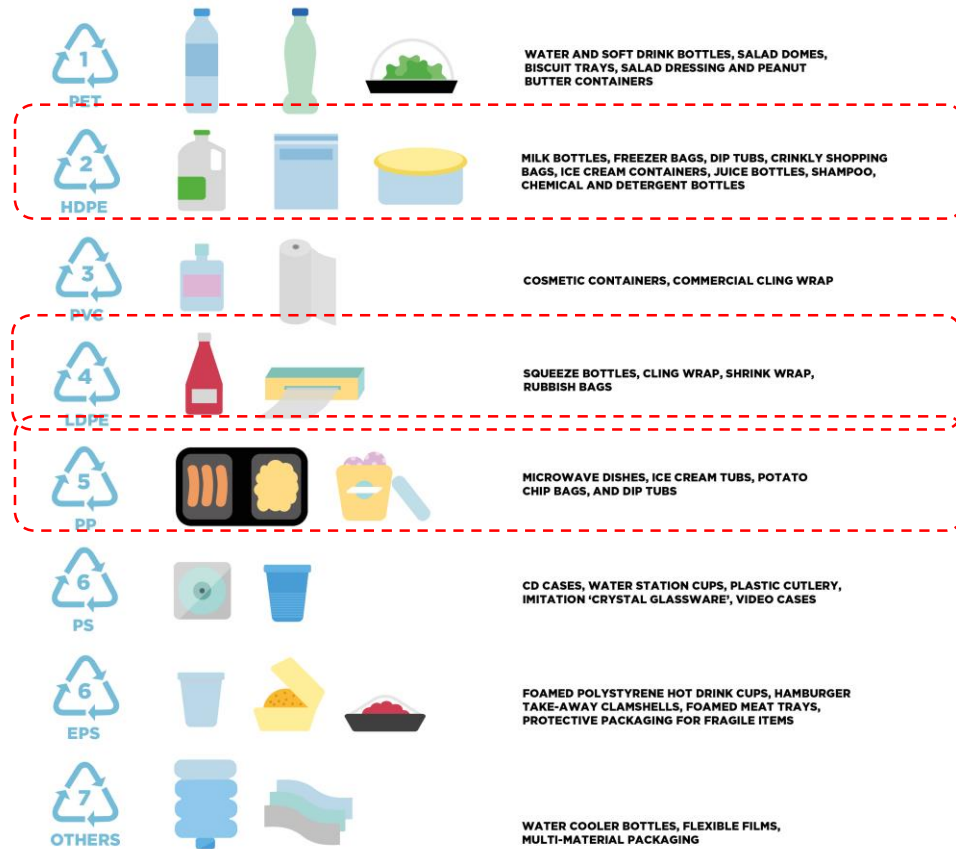 1
PET
WATER AND SOFT DRINK BOTTLES, SALAD DOMES,
BISCUIT TRAYS, SALAD DRESSING AND PEANUT
BUTTER CONTAINERS
2
HDPE
MILK BOTTLES, FREEZER BAGS, DIP TUBS, CRINKLY SHOPPING
BAGS, ICE CREAM CONTAINERS, JUICE BOTTLES, SHAMPOO,
CHEMICAL AND DETERGENT BOTTLES
3
PVC
COSMETIC CONTAINERS, COMMERCIAL CLING WRAP
4
LDPE
SQUEEZE BOTTLES, CLING WRAP, SHRINK WRAP,
RUBBISH BAGS
5
PP
MICROWAVE DISHES, ICE CREAM TUBS, POTATO
CHIP BAGS, AND DIP TUBS
6
PS
CD CASES, WATER STATION CUPS, PLASTIC CUTLERY,
IMITATION ‘CRYSTAL GLASSWARE’, VIDEO CASES
6
EPS
FOAMED POLYSTYRENE HOT DRINK CUPS, HAMBURGER
TAKE-AWAY CLAMSHELLS, FOAMED MEAT TRAYS,
PROTECTIVE PACKAGING FOR FRAGILE ITEMS
7
OTHERS
WATER COOLER BOTTLES, FLEXIBLE FILMS,
MULTI-MATERIAL PACKAGING